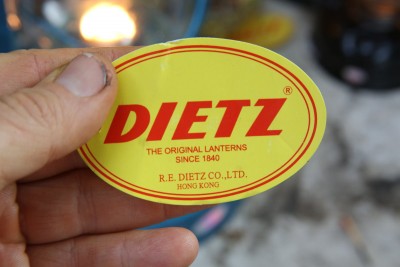 DIETZ®
THE ORIGINAL LANTERNS
SINCE 1840
R.E. DIETZ CO.,LTD.
HONG KONG